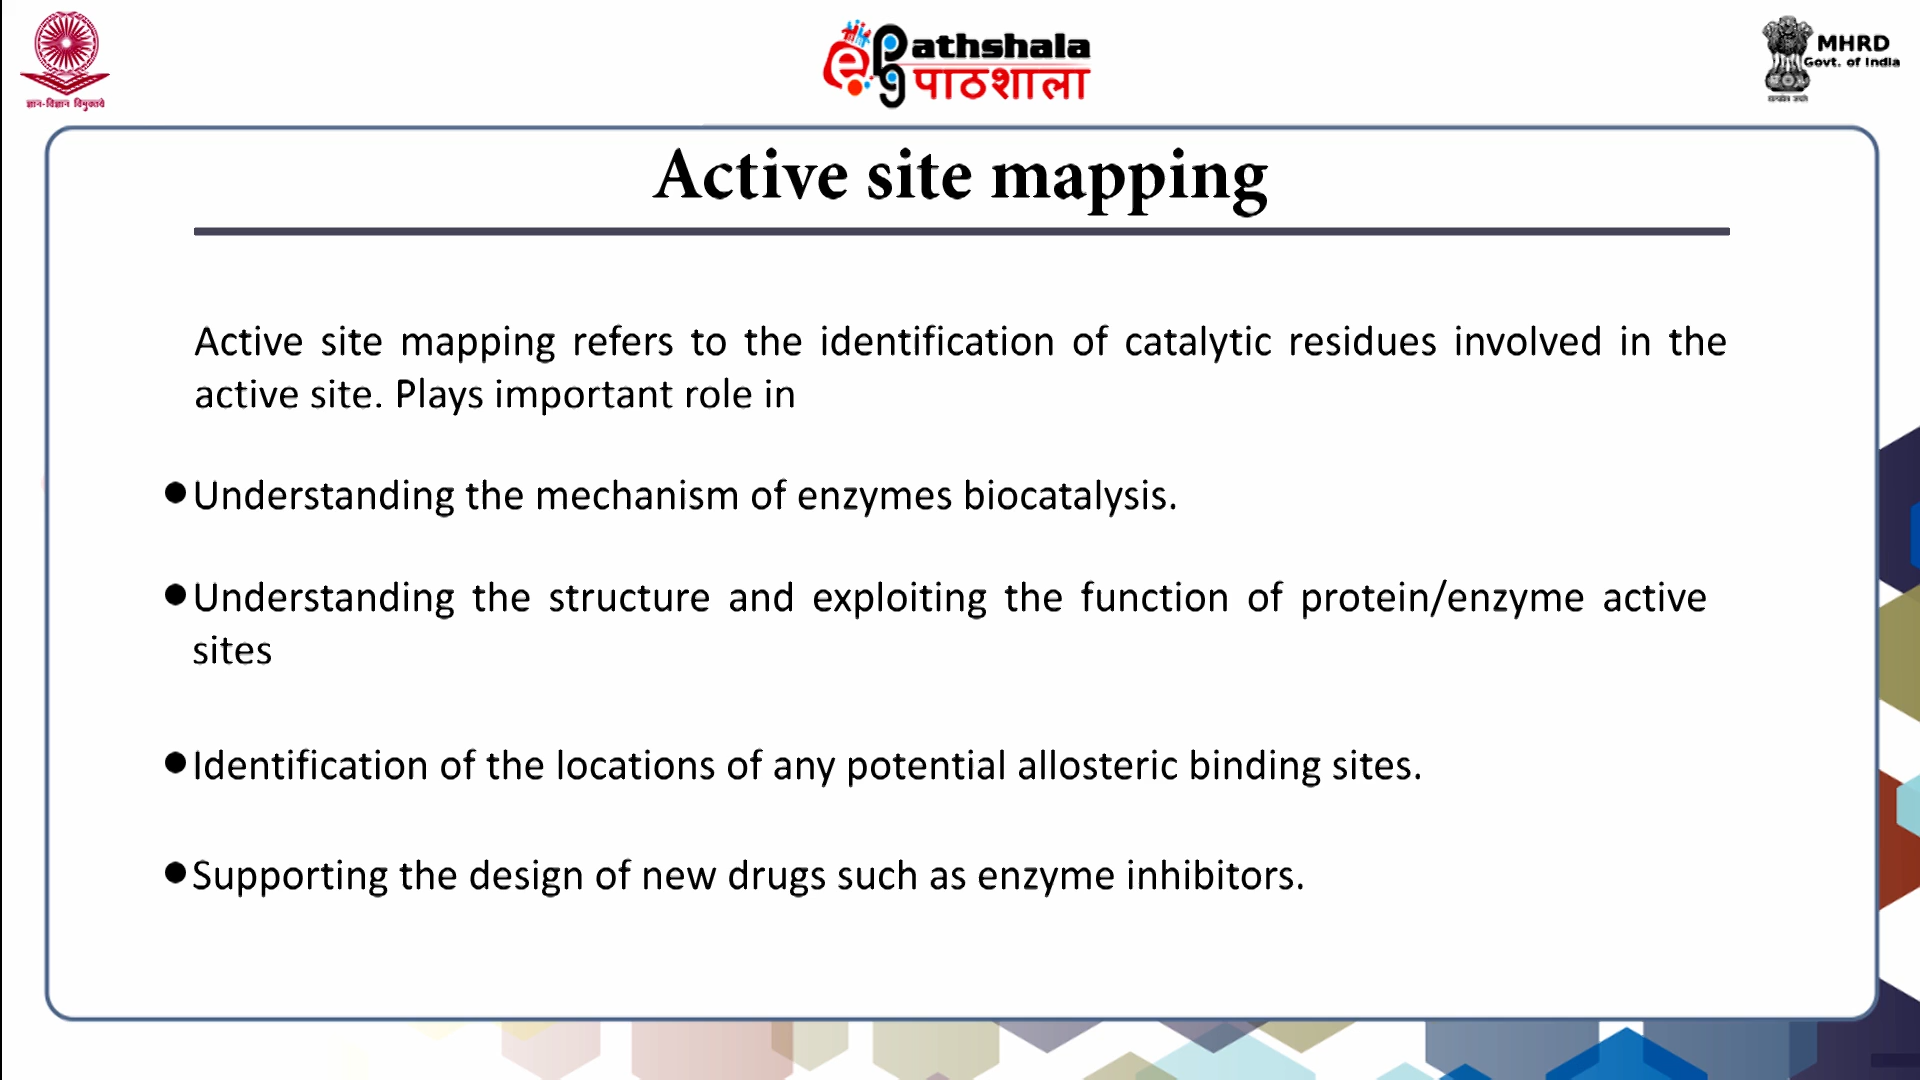 ज्ञान-विज्ञान विमुक्तये
e Pg athshala
पाठशाला
MHRD
Govt. of India
Active site mapping
Active site mapping refers to the identification of catalytic residues involved in the
active site. Plays important role in
●Understanding the mechanism of enzymes biocatalysis.
●Understanding the structure and exploiting the function of protein/enzyme active
sites
●Identification of the locations of any potential allosteric binding sites.
●Supporting the design of new drugs such as enzyme inhibitors.